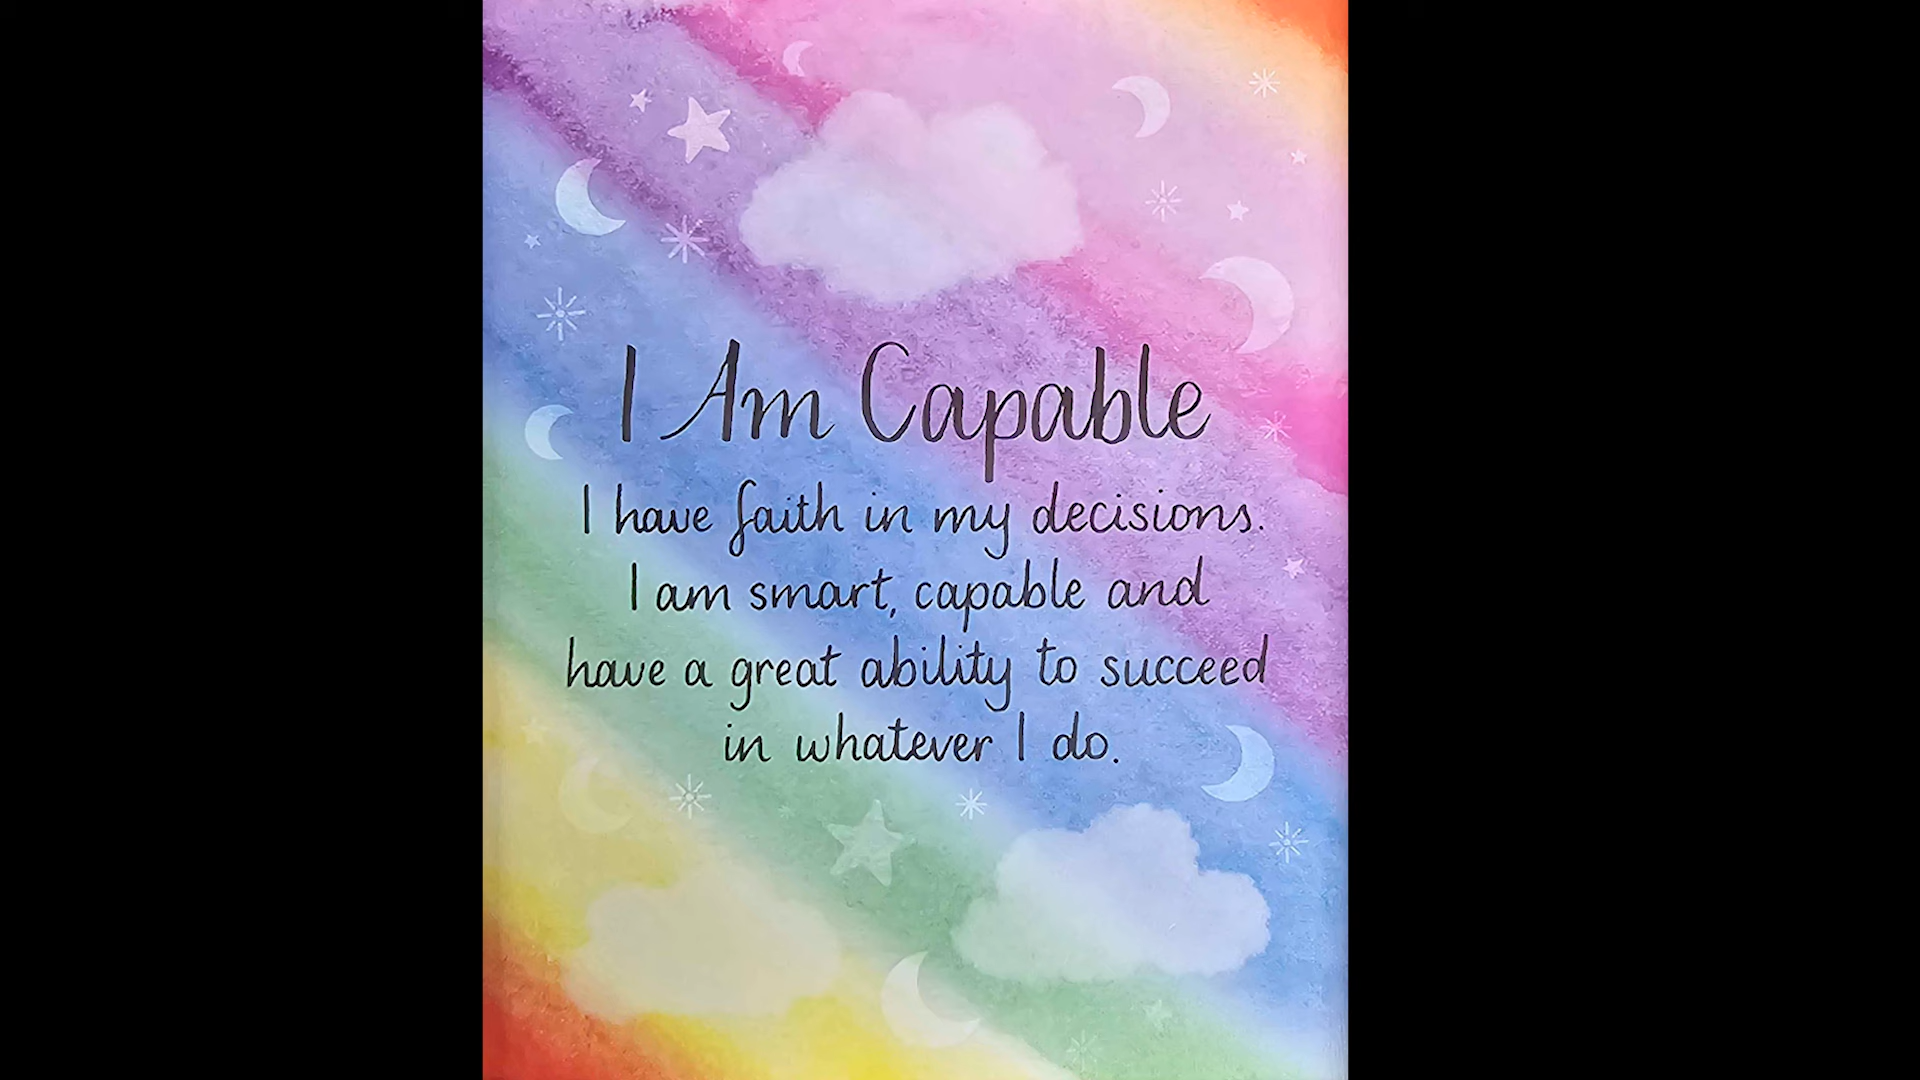 I Am Capable
I have faith in my decisions.
I am smart, capable and
have a great ability to succeed
in whatever I do.